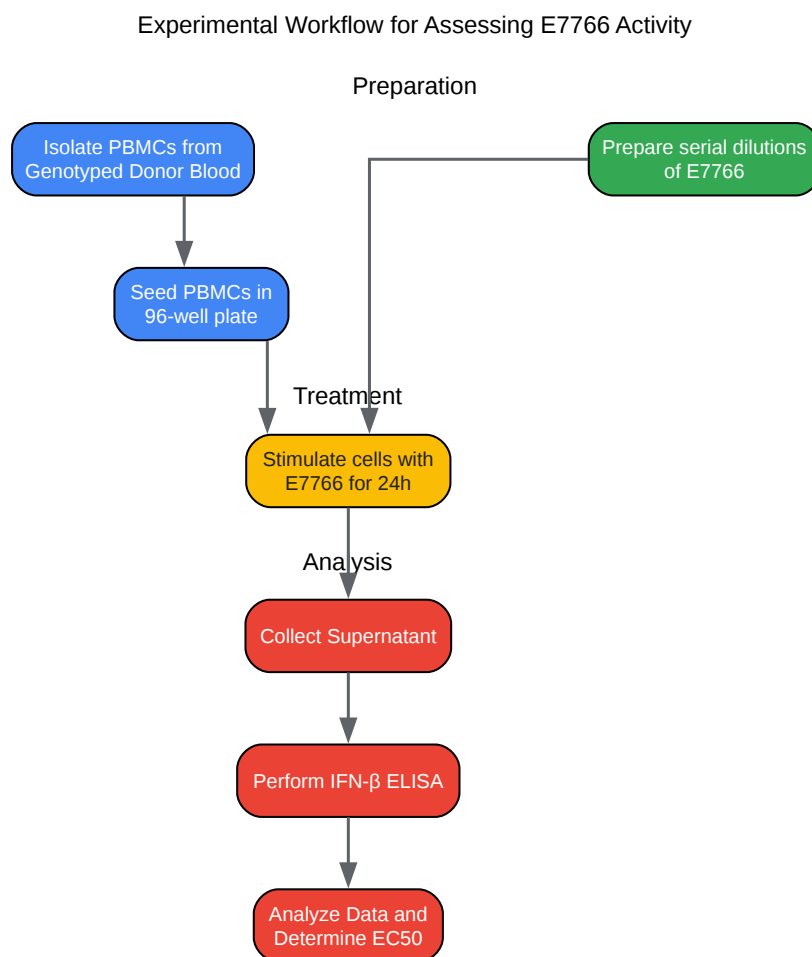 Experimental Workflow for Assessing E7766 Activity
Preparation
Isolate PBMCs from
Genotyped Donor Blood
Prepare serial dilutions
of E7766
Seed PBMCs in
96-well plate
Treatment
Stimulate cells with
E7766 for 24h
Analysis
Collect Supernatant
Perform IFN-β ELISA
Analyze Data and
Determine EC50